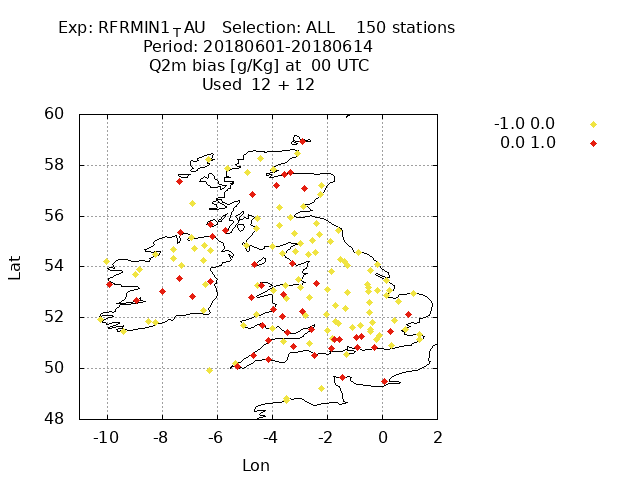 Exp: RFRMIN1_TAU Selection: ALL 150 stations
Period: 20180601-20180614
Q2m bias [g/Kg] at 00 UTC
Used 12 + 12
-1.0 0.0
0.0 1.0
60
58
56
54
52
50
48
Lat
-10 -8 -6 -4 -2 0 2
Lon